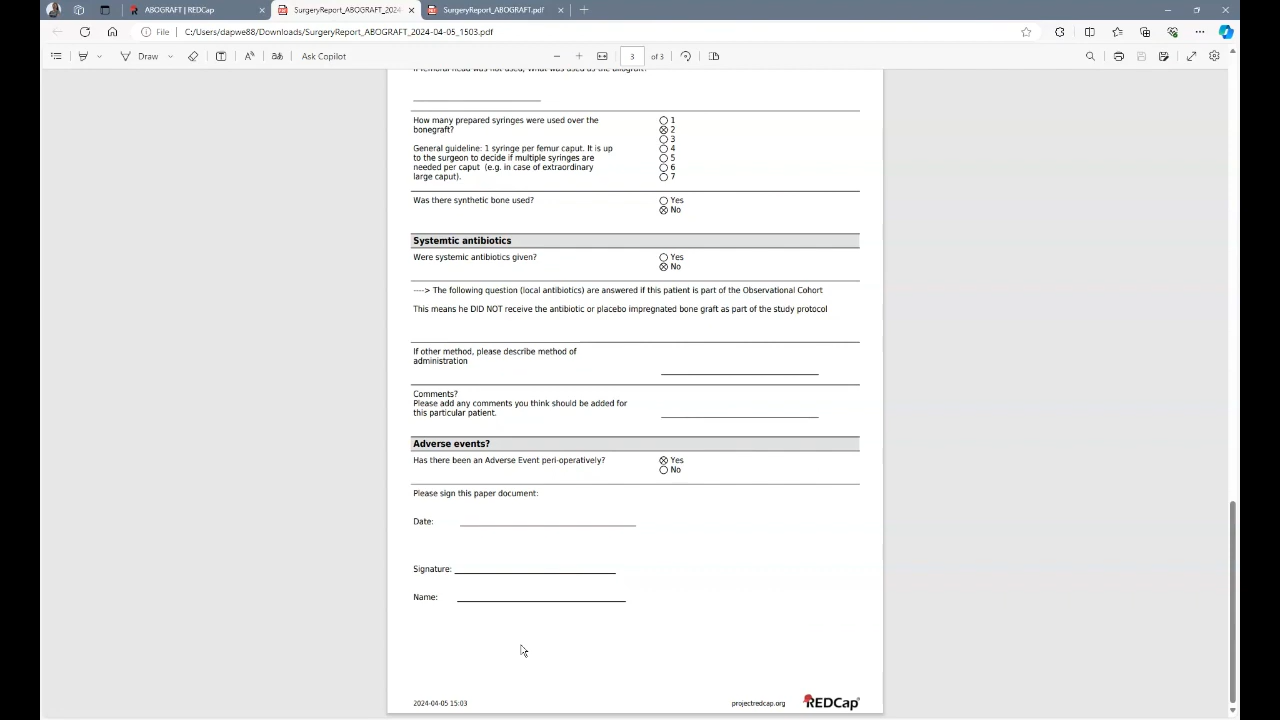 ABOGRAFT | REDCap
SurgeryReport_ABOGRAFT_2024
SurgeryReport_ABOGRAFT.pdf
File
C:/Users/dapwe88/Downloads/SurgeryReport_ABOGRAFT_2024-04-05_1503.pdf
Draw
Ask Copilot
3 of 3
If femoral head was not used, what was used as the allograft?
How many prepared syringes were used over the
bonegraft?
General guideline: 1 syringe per femur caput. It is up
to the surgeon to decide if multiple syringes are
needed per caput (e.g. in case of extraordinary
large caput).
1
2
3
4
5
6
7
Was there synthetic bone used?
Yes
No
Systemtic antibiotics
Were systemic antibiotics given?
Yes
No
----> The following question (local antibiotics) are answered if this patient is part of the Observational Cohort
This means he DID NOT receive the antibiotic or placebo impregnated bone graft as part of the study protocol
If other method, please describe method of
administration
Comments?
Please add any comments you think should be added for
this particular patient.
Adverse events?
Has there been an Adverse Event peri-operatively?
Yes
No
Please sign this paper document:
Date:
Signature:
Name:
2024-04-05 15:03
projectredcap.org
REDCap